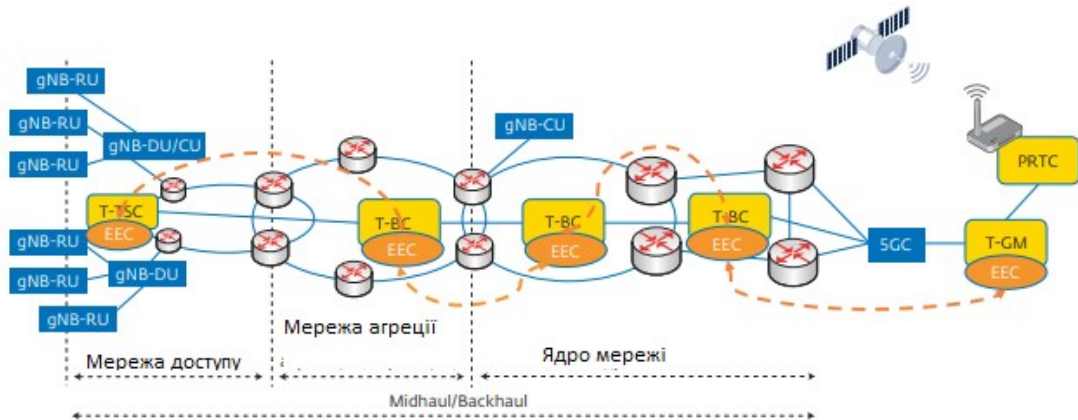 gNB-RU
gNB-RU
gNB-RU
gNB-DU/CU
gNB-CU
PRTC
T-TSC
EEC
T-BC
EEC
T-BC
EEC
T-BC
EEC
5GC
T-GM
EEC
gNB-RU
gNB-RU
gNB-DU
gNB-RU
Мережа доступу
Мережа агреції
Ядро мережі
Midhaul/Backhaul